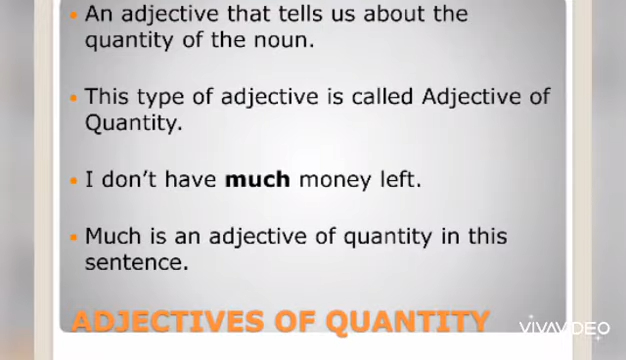 An adjective that tells us about the
quantity of the noun.
This type of adjective is called Adjective of
Quantity.
I don't have much money left.
Much is an adjective of quantity in this
sentence.
ADJECTIVES OF QUANTITY
VIVAVIDEO